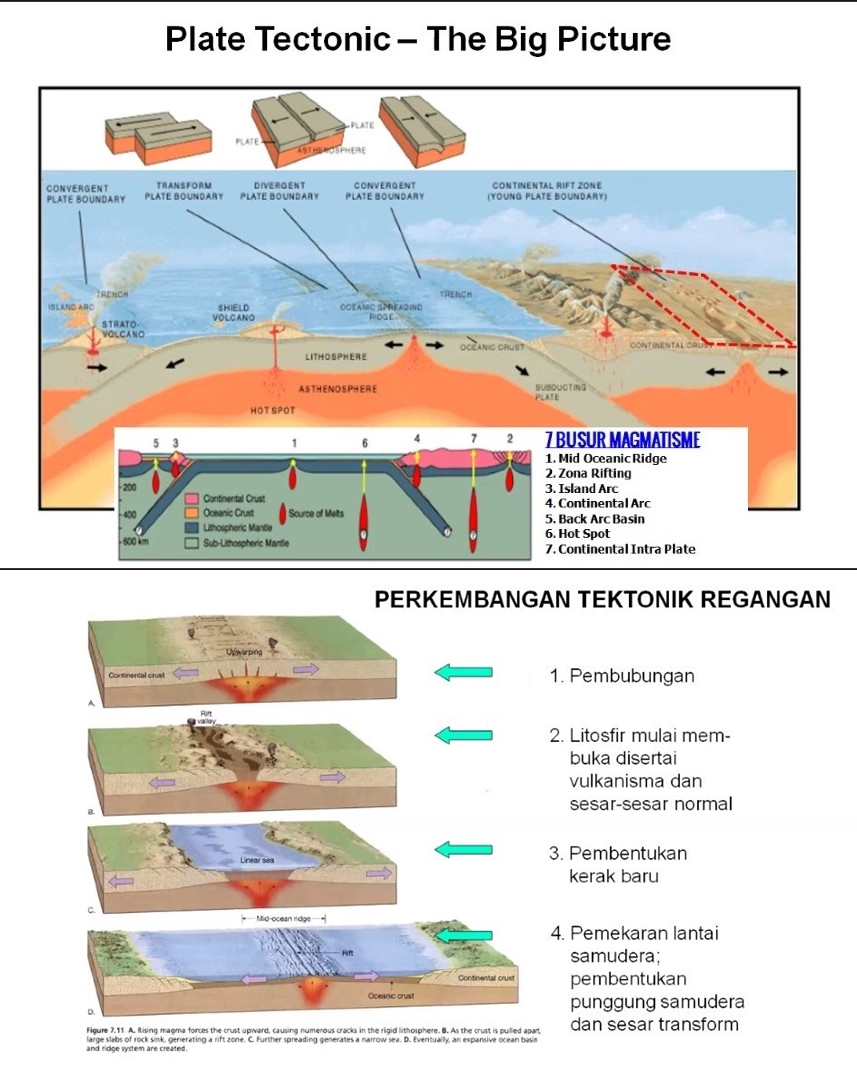 Plate Tectonic – The Big Picture
PLATE
PLATE
ASTHENOSPHERE
CONVERGENT
PLATE BOUNDARY
TRANSFORM
PLATE BOUNDARY
DIVERGENT
PLATE BOUNDARY
CONVERGENT
PLATE BOUNDARY
CONTINENTAL RIFT ZONE
(YOUNG PLATE BOUNDARY)
TRENCH
ISLAND ARC
STRATO-
VOLCANO
SHIELD
VOLCANO
OCEANIC SPREADING
RIDGE
TRENCH
OCEANIC CRUST
CONTINENTAL CRUST
LITHOSPHERE
ASTHENOSPHERE
HOT SPOT
SUBDUCTING
PLATE
5 3 1 6 4 7 2
200
400
600 km
Continental Crust
Oceanic Crust
Lithospheric Mantle
Sub-Lithospheric Mantle
Source of Melts
7 BUSUR MAGMATISME
1. Mid Oceanic Ridge
2. Zona Rifting
3. Island Arc
4. Continental Arc
5. Back Arc Basin
6. Hot Spot
7. Continental Intra Plate
PERKEMBANGAN TEKTONIK REGANGAN
Upwarping
Continental crust
A.
1. Pembubungan
Rift
valley
B.
2. Litosfir mulai mem-
buka disertai
vulkanisma dan
sesar-sesar normal
Linear sea
C.
3. Pembentukan
kerak baru
Mid-ocean ridge
Rift
Continental crust
Oceanic crust
D.
4. Pemekaran lantai
samudera;
pembentukan
punggung samudera
dan sesar transform
Figure 7.11 A. Rising magma forces the crust upward, causing numerous cracks in the rigid lithosphere. B. As the crust is pulled apart,
large slabs of rock sink, generating a rift zone. C. Further spreading generates a narrow sea. D. Eventually, an expansive ocean basin
and ridge system are created.